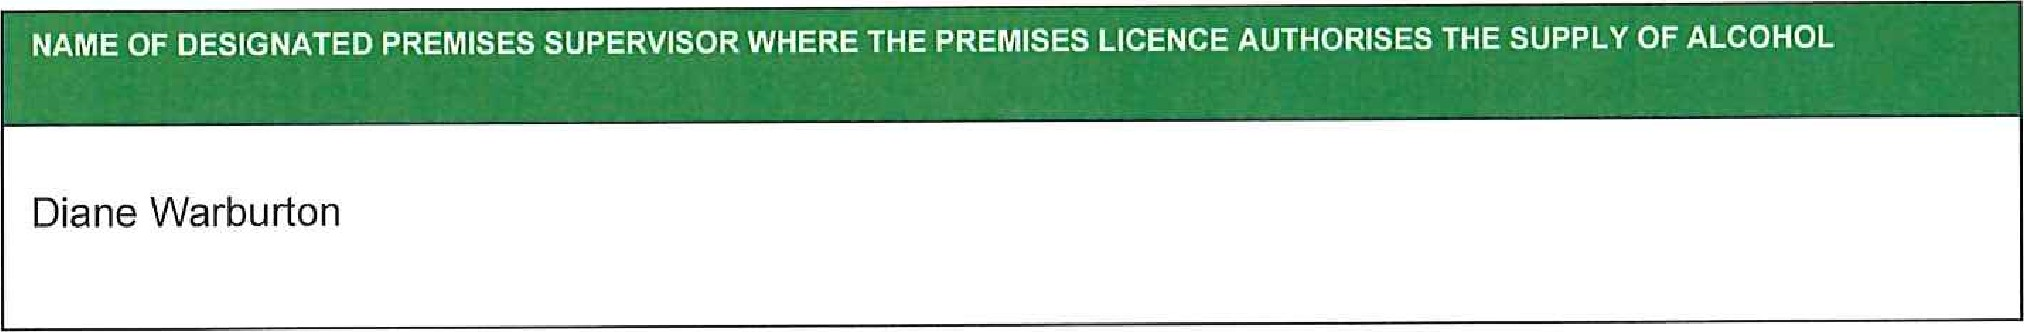 NAME OF DESIGNATED PREMISES SUPERVISOR WHERE THE PREMISES LICENCE AUTHORISES THE SUPPLY OF ALCOHOL
Diane Warburton